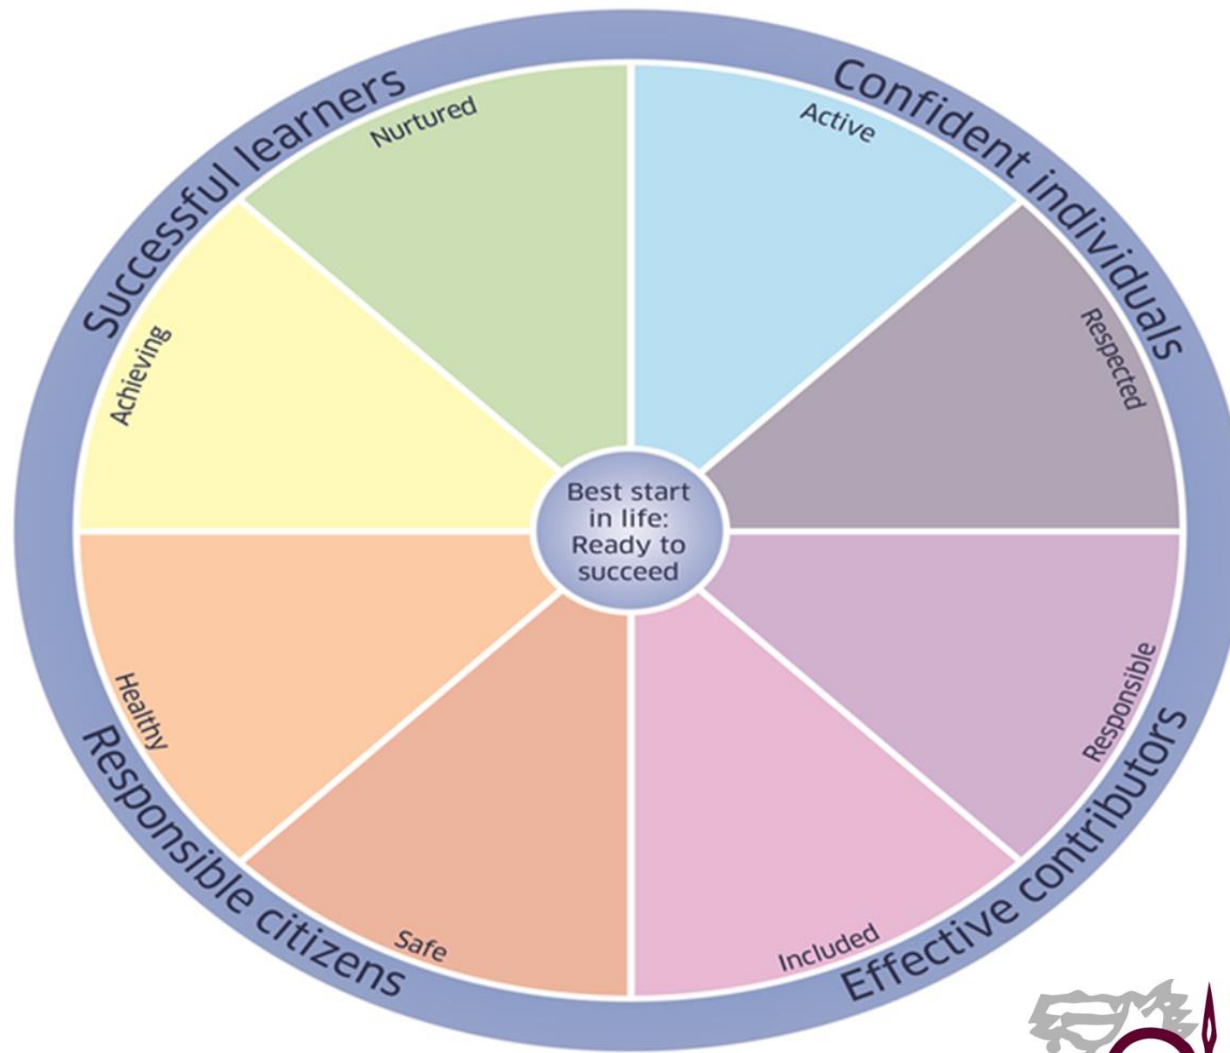 Successful learners
Confident individuals
Nurtured
Active
Achieving
Respected
Best start
in life:
Ready to
succeed
Healthy
Responsible
Safe
Included
Responsible citizens
Effective contributors